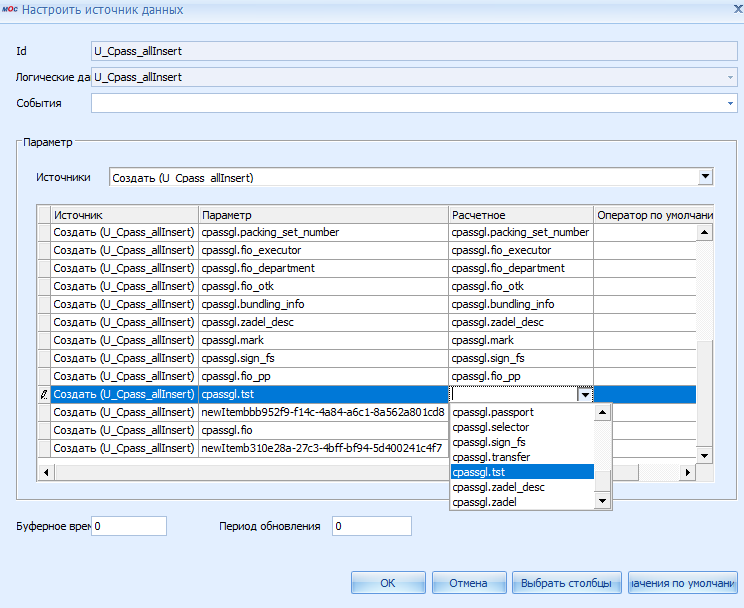 мос Настроить источник данных
Id U_Cpass_allInsert
Логические да U_Cpass_allInsert
События
Параметр
Источники Создать (U_Cpass_allInsert)
Источник Параметр Расчетное Оператор по умолчани
Создать (U_Cpass_allInsert) cpassgl.packing_set_number cpassgl.packing_set_number
Создать (U_Cpass_allInsert) cpassgl.fio_executor cpassgl.fio_executor
Создать (U_Cpass_allInsert) cpassgl.fio_department cpassgl.fio_department
Создать (U_Cpass_allInsert) cpassgl.fio_otk cpassgl.fio_otk
Создать (U_Cpass_allInsert) cpassgl.bundling_info cpassgl.bundling_info
Создать (U_Cpass_allInsert) cpassgl.zadel_desc cpassgl.zadel_desc
Создать (U_Cpass_allInsert) cpassgl.mark cpassgl.mark
Создать (U_Cpass_allInsert) cpassgl.sign_fs cpassgl.sign_fs
Создать (U_Cpass_allInsert) cpassgl.fio_pp cpassgl.fio_pp
Создать (U_Cpass_allInsert) cpassgl.tst
Создать (U_Cpass_allInsert) newItembbb952f9-f14c-4a84-a6c1-8a562a801cd8
Создать (U_Cpass_allInsert) cpassgl.fio
Создать (U_Cpass_allInsert) newItemb310e28a-27c3-4bff-bf94-5d400241c4f7
cpassgl.passport
cpassgl.selector
cpassgl.sign_fs
cpassgl.transfer
cpassgl.tst
cpassgl.zadel_desc
cpassgl.zadel
Буферное врем 0 Период обновления 0
OK Отмена Выбрать столбцы начения по умолчани